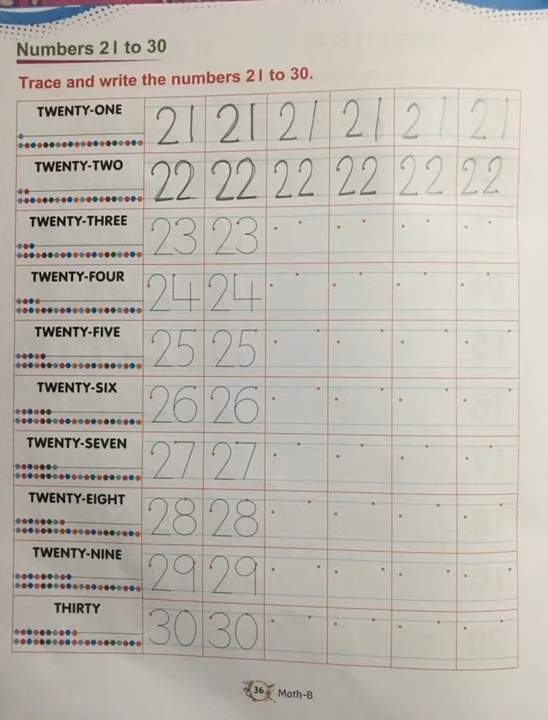 Numbers 21 to 30
Trace and write the numbers 21 to 30.
TWENTY-ONE 21 21 21 21 21 21
TWENTY-TWO 22 22 22 22 22 22
TWENTY-THREE 23 23
TWENTY-FOUR 24 24
TWENTY-FIVE 25 25
TWENTY-SIX 26 26
TWENTY-SEVEN 27 27
TWENTY-EIGHT 28 28
TWENTY-NINE 29 29
THIRTY 30 30
36 Math-B